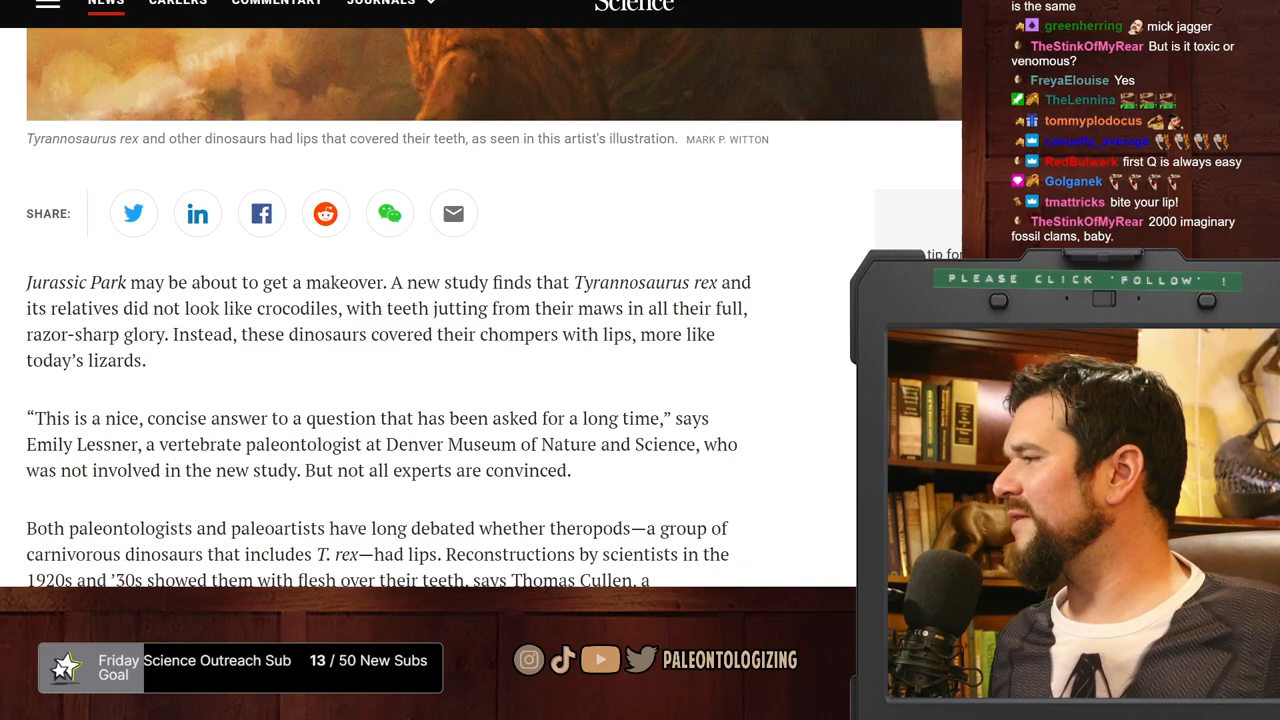 NEWS
CAREERS
COMMENTARY
JOURNALS
Science
Tyrannosaurus rex and other dinosaurs had lips that covered their teeth, as seen in this artist's illustration. MARK P. WITTON
SHARE:
tip for
Jurassic Park may be about to get a makeover. A new study finds that Tyrannosaurus rex and
its relatives did not look like crocodiles, with teeth jutting from their maws in all their full,
razor-sharp glory. Instead, these dinosaurs covered their chompers with lips, more like
today’s lizards.
“This is a nice, concise answer to a question that has been asked for a long time,” says
Emily Lessner, a vertebrate paleontologist at Denver Museum of Nature and Science, who
was not involved in the new study. But not all experts are convinced.
Both paleontologists and paleoartists have long debated whether theropods—a group of
carnivorous dinosaurs that includes T. rex—had lips. Reconstructions by scientists in the
1920s and ’30s showed them with flesh over their teeth, says Thomas Cullen, a
is the same
greenherring mick jagger
TheStinkOfMyRear But is it toxic or
venomous?
FreyaElouise Yes
TheLennina
tommyplodocus
casually_average
RedBulwark first Q is always easy
Golganek
tmattricks bite your lip!
TheStinkOfMyRear 2000 imaginary
fossil clams, baby.
PLEASE CLICK 'FOLLOW' !
Friday Science Outreach Sub
Goal
13 / 50 New Subs
PALEONTOLOGIZING